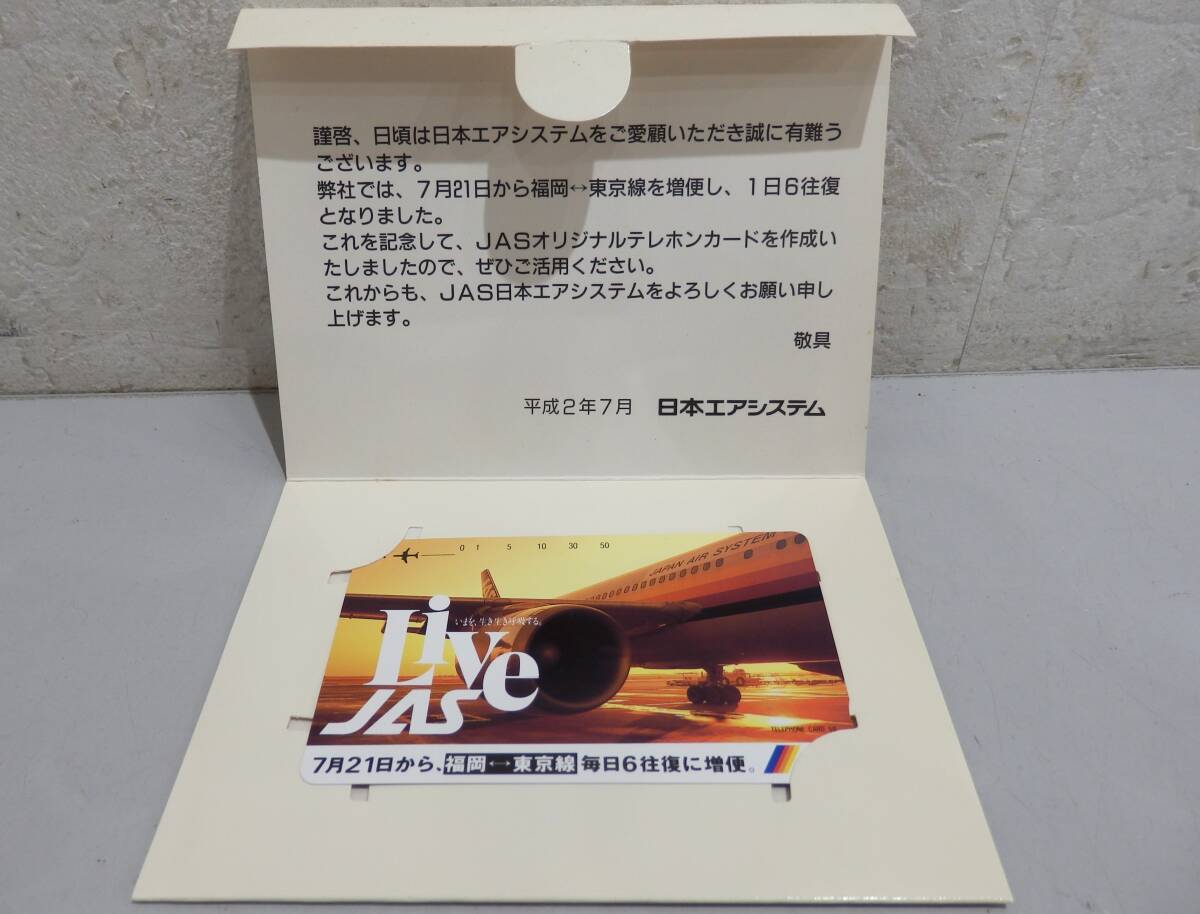 謹啓、日頃は日本エアシステムをご愛顧いただき誠に有難う
ございます。
弊社では、7月21日から福岡↔東京線を増便し、1日6往復
となりました。
これを記念して、JASオリジナルテレホンカードを作成い
たしましたので、ぜひご活用ください。
これからも、JAS日本エアシステムをよろしくお願い申し
上げます。
敬具
平成2年7月 日本エアシステム
0 1 5 10 30 50
JAPAN AIR SYSTEM
いまを、生き生き呼吸する。
Live
JAS
TELEPHONE CARD 50
7月21日から、福岡↔東京線 毎日6往復に増便。